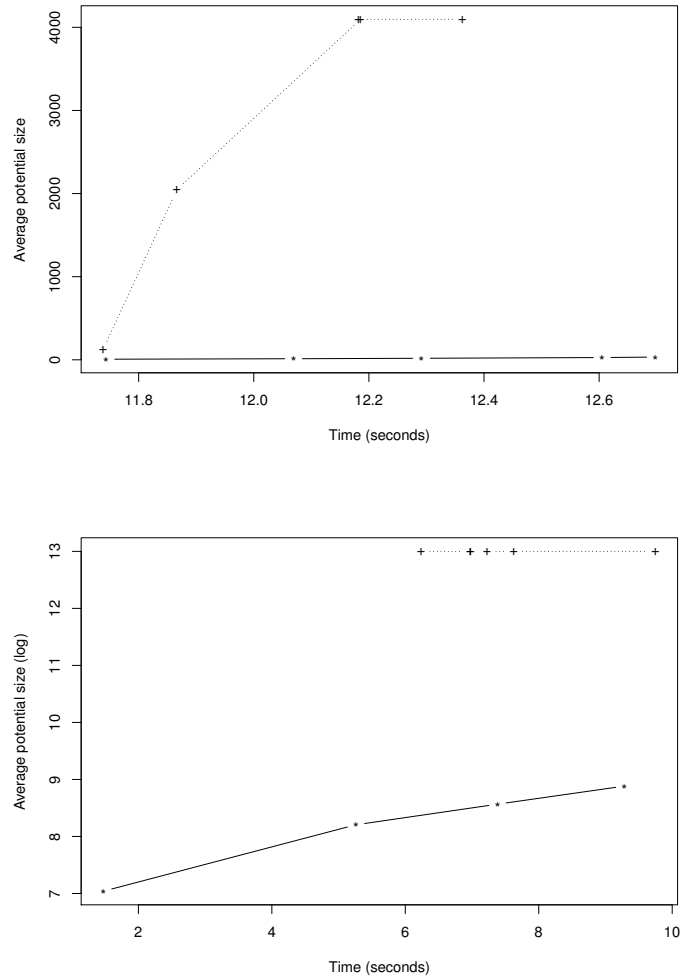 Average potential size
4000
3000
2000
1000
0
11.8 12.0 12.2 12.4 12.6
Time (seconds)
Average potential size (log)
13
12
11
10
9
8
7
2 4 6 8 10
Time (seconds)